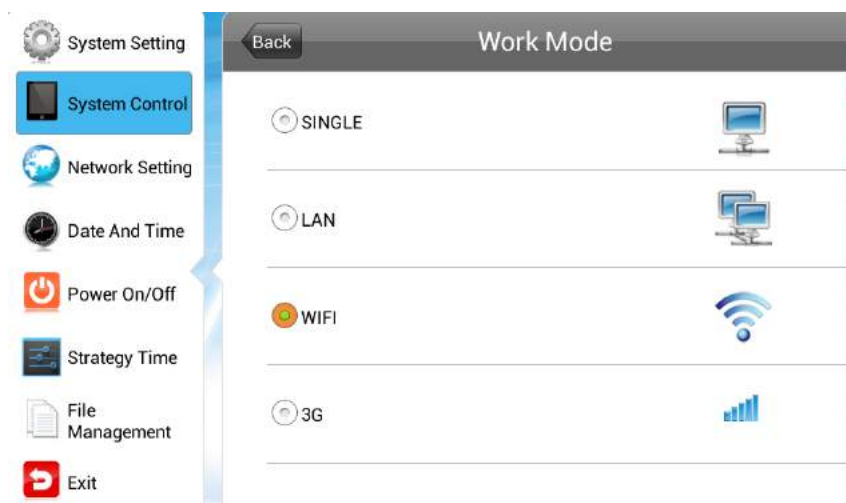 System Setting
System Control
Network Setting
Date And Time
Power On/Off
Strategy Time
File
Management
Exit
Back
Work Mode
SINGLE
LAN
WIFI
3G